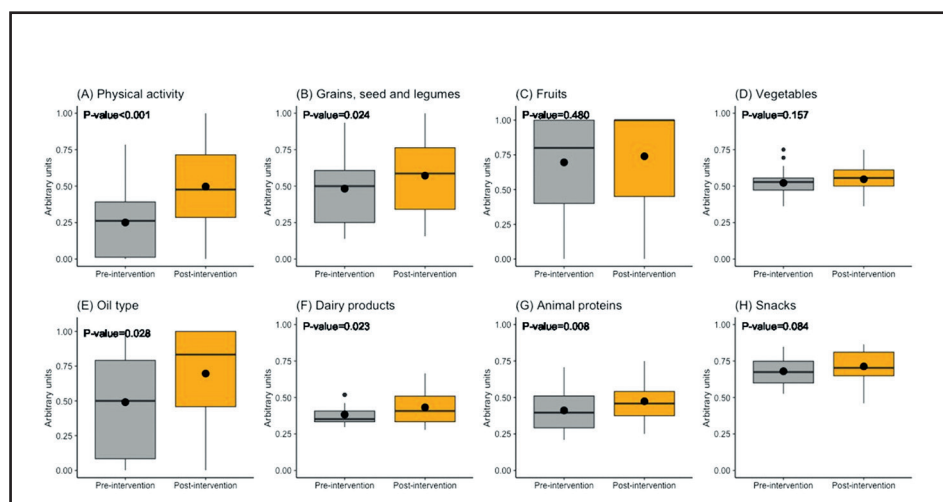 (A) Physical activity
P-value<0.001
Arbitrary units
1.00
0.75
0.50
0.25
0.00
Pre-intervention Post-intervention
(B) Grains, seed and legumes
P-value=0.024
Arbitrary units
1.00
0.75
0.50
0.25
0.00
Pre-intervention Post-intervention
(C) Fruits
P-value=0.480
Arbitrary units
1.00
0.75
0.50
0.25
0.00
Pre-intervention Post-intervention
(D) Vegetables
P-value=0.157
Arbitrary units
1.00
0.75
0.50
0.25
0.00
Pre-intervention Post-intervention
(E) Oil type
P-value=0.028
Arbitrary units
1.00
0.75
0.50
0.25
0.00
Pre-intervention Post-intervention
(F) Dairy products
P-value=0.023
Arbitrary units
1.00
0.75
0.50
0.25
0.00
Pre-intervention Post-intervention
(G) Animal proteins
P-value=0.008
Arbitrary units
1.00
0.75
0.50
0.25
0.00
Pre-intervention Post-intervention
(H) Snacks
P-value=0.084
Arbitrary units
1.00
0.75
0.50
0.25
0.00
Pre-intervention Post-intervention